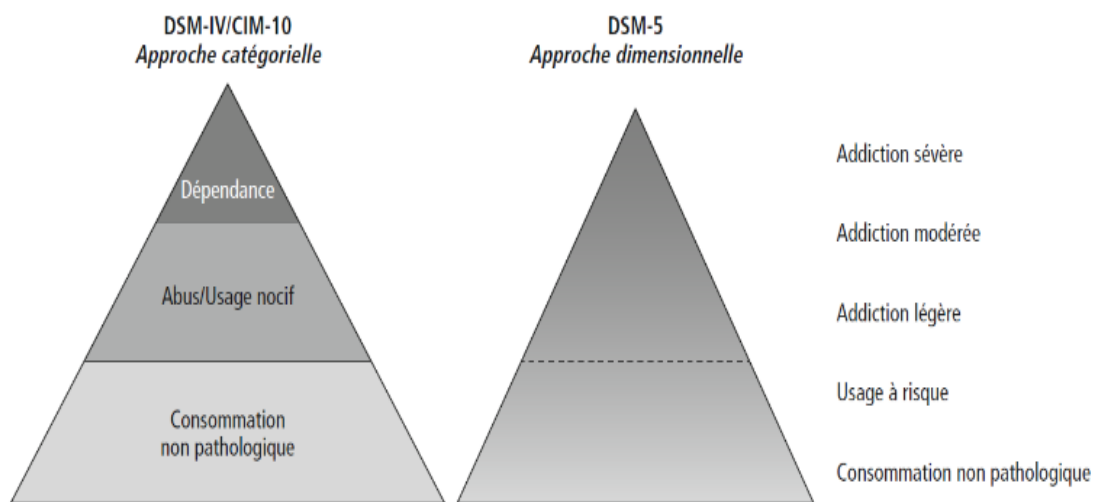 DSM-IV/CIM-10
Approche catégorielle
Dépendance
Abus/Usage nocif
Consommation
non pathologique
DSM-5
Approche dimensionnelle
Addiction sévère
Addiction modérée
Addiction légère
Usage à risque
Consommation non pathologique